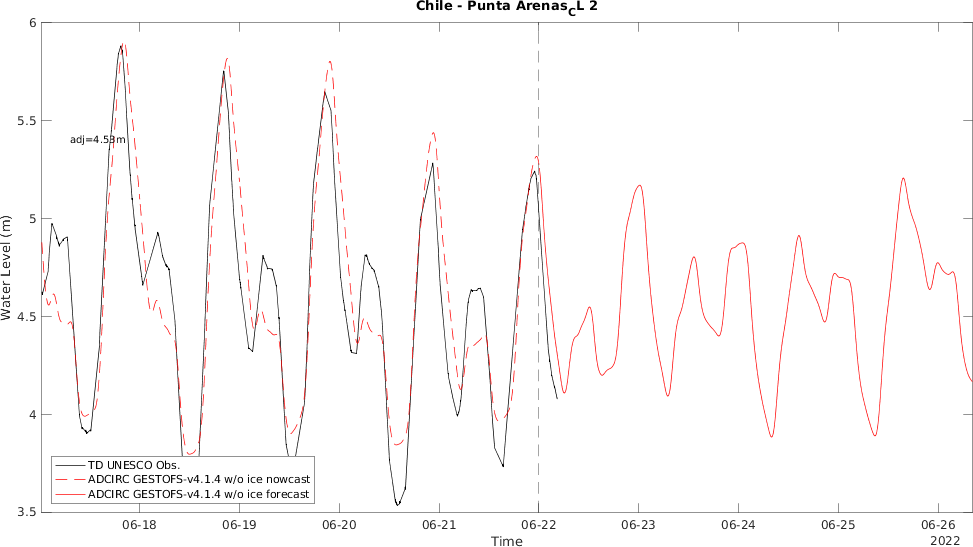 Chile - Punta ArenasCL 2
6
5.5
5
4.5
4
3.5
Water Level (m)
adj=4.53m
TD UNESCO Obs.
ADCIRC GESTOFS-v4.1.4 w/o ice nowcast
ADCIRC GESTOFS-v4.1.4 w/o ice forecast
06-18 06-19 06-20 06-21 06-22 06-23 06-24 06-25 06-26
Time
2022